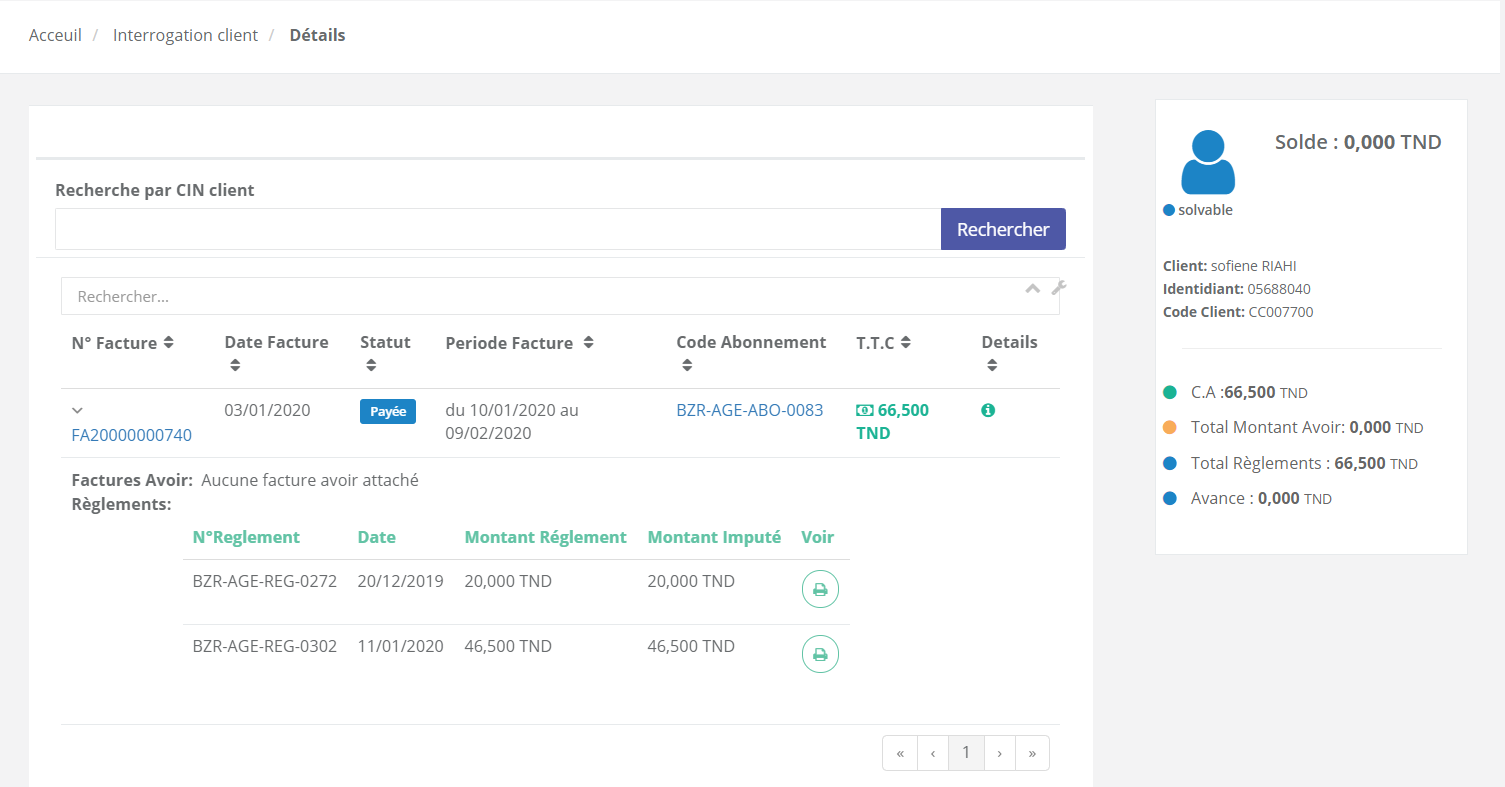 Acceuil / Interrogation client / Détails
Recherche par CIN client
Rechercher
Rechercher...
N° Facture Date Facture Statut Periode Facture Code Abonnement T.T.C Details
FA20000000740 03/01/2020 Payée du 10/01/2020 au BZR-AGE-ABO-0083 66,500
09/02/2020 TND
Factures Avoir: Aucune facture avoir attaché
Règlements:
N°Reglement Date Montant Réglement Montant Imputé Voir
BZR-AGE-REG-0272 20/12/2019 20,000 TND 20,000 TND
BZR-AGE-REG-0302 11/01/2020 46,500 TND 46,500 TND
« ‹ 1 › »
Solde : 0,000 TND
solvable
Client: sofiene RIAHI
Identidiant: 05688040
Code Client: CC007700
C.A :66,500 TND
Total Montant Avoir: 0,000 TND
Total Règlements : 66,500 TND
Avance : 0,000 TND